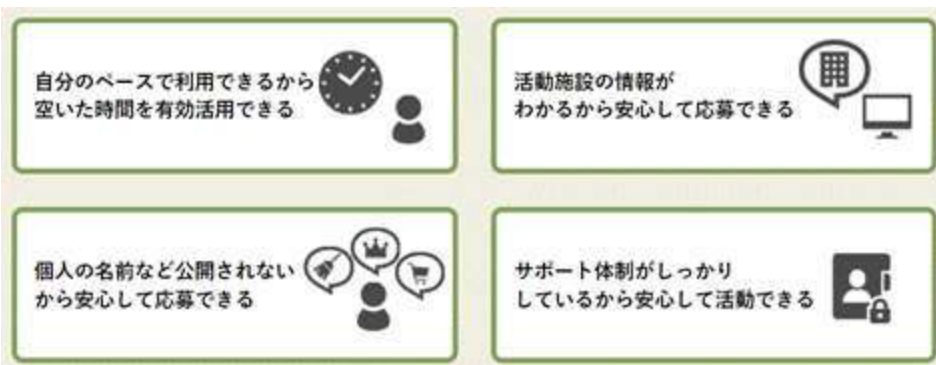 自分のペースで利用できるから
空いた時間を有効活用できる
活動施設の情報が
わかるから安心して応募できる
個人の名前など公開されない
から安心して応募できる
サポート体制がしっかり
しているから安心して活動できる